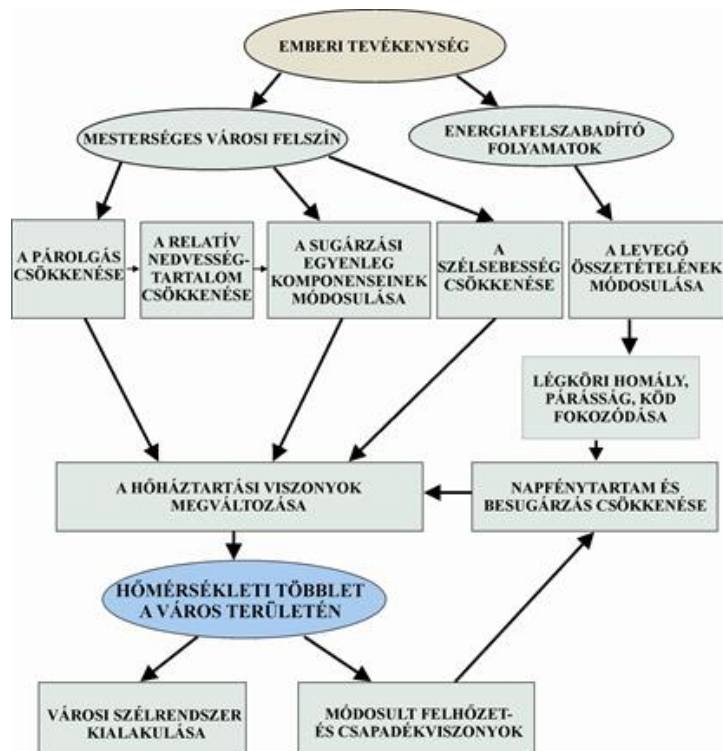 EMBERI TEVÉKENYSÉG
MESTERSÉGES VÁROSI FELSZÍN
ENERGIAFELSZABADÍTÓ
FOLYAMATOK
A PÁROLGÁS
CSÖKKENÉSE
A RELATÍV
NEDVESSÉG-
TARTALOM
CSÖKKENÉSE
A SUGÁRZÁSI
EGYENLEG
KOMPONENSEINEK
MÓDOSULÁSA
A
SZÉLSEBESSÉG
CSÖKKENÉSE
A LEVEGŐ
ÖSSZETÉTELÉNEK
MÓDOSULÁSA
LÉGKÖRI HOMÁLY,
PÁRÁSSÁG, KÖD
FOKOZÓDÁSA
A HŐHÁZTARTÁSI VISZONYOK
MEGVÁLTOZÁSA
NAPFÉNYTARTAM ÉS
BESUGÁRZÁS CSÖKKENÉSE
HŐMÉRSÉKLETI TÖBBLET
A VÁROS TERÜLETÉN
VÁROSI SZÉLRENDSZER
KIALAKULÁSA
MÓDOSULT FELHŐZET-
ÉS CSAPADÉKVISZONYOK